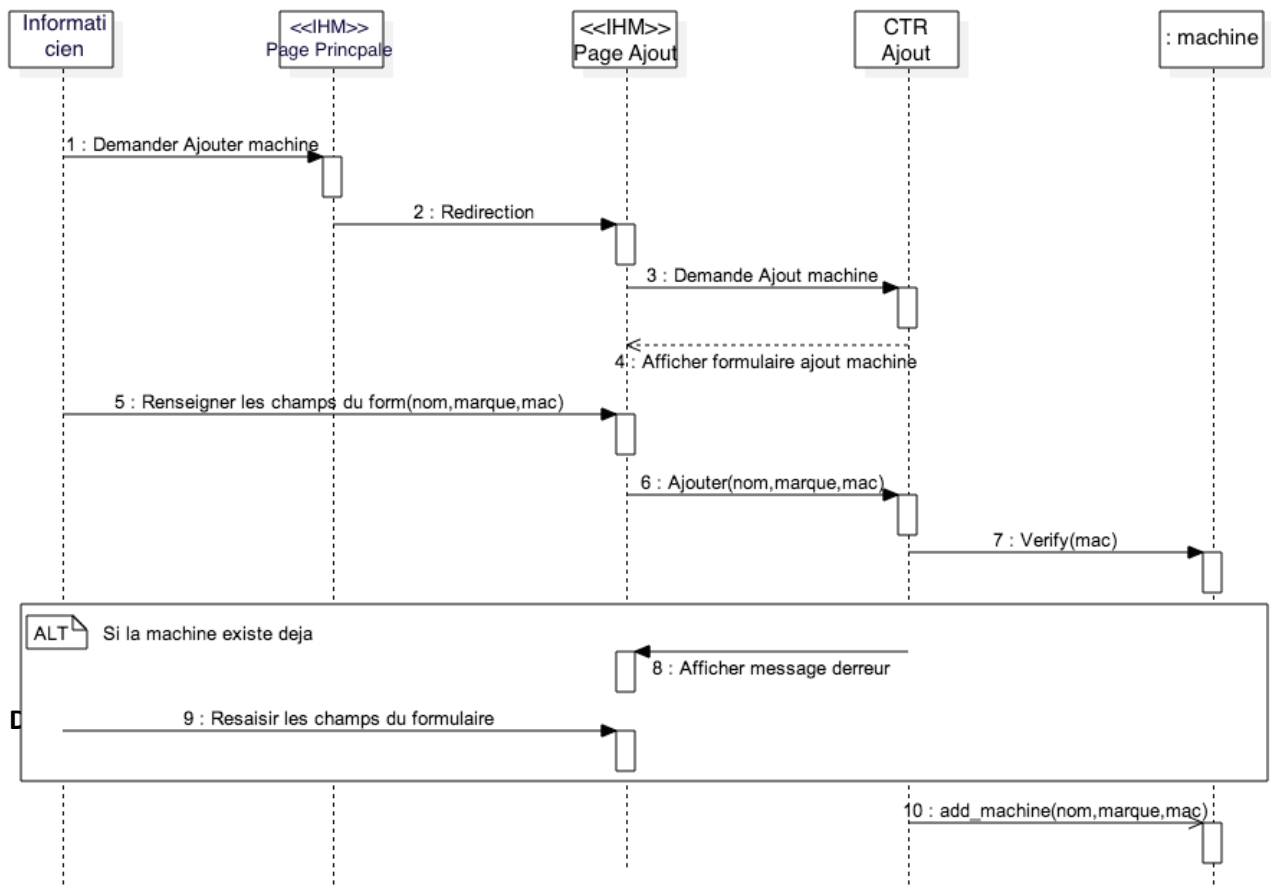 Informati
cien
<<IHM>>
Page Princpale
<<IHM>>
Page Ajout
CTR
Ajout
: machine
1 : Demander Ajouter machine
2 : Redirection
3 : Demande Ajout machine
4 : Afficher formulaire ajout machine
5 : Renseigner les champs du form(nom,marque,mac)
6 : Ajouter(nom,marque,mac)
7 : Verify(mac)
ALT
Si la machine existe deja
8 : Afficher message derreur
9 : Resaisir les champs du formulaire
10 : add_machine(nom,marque,mac)